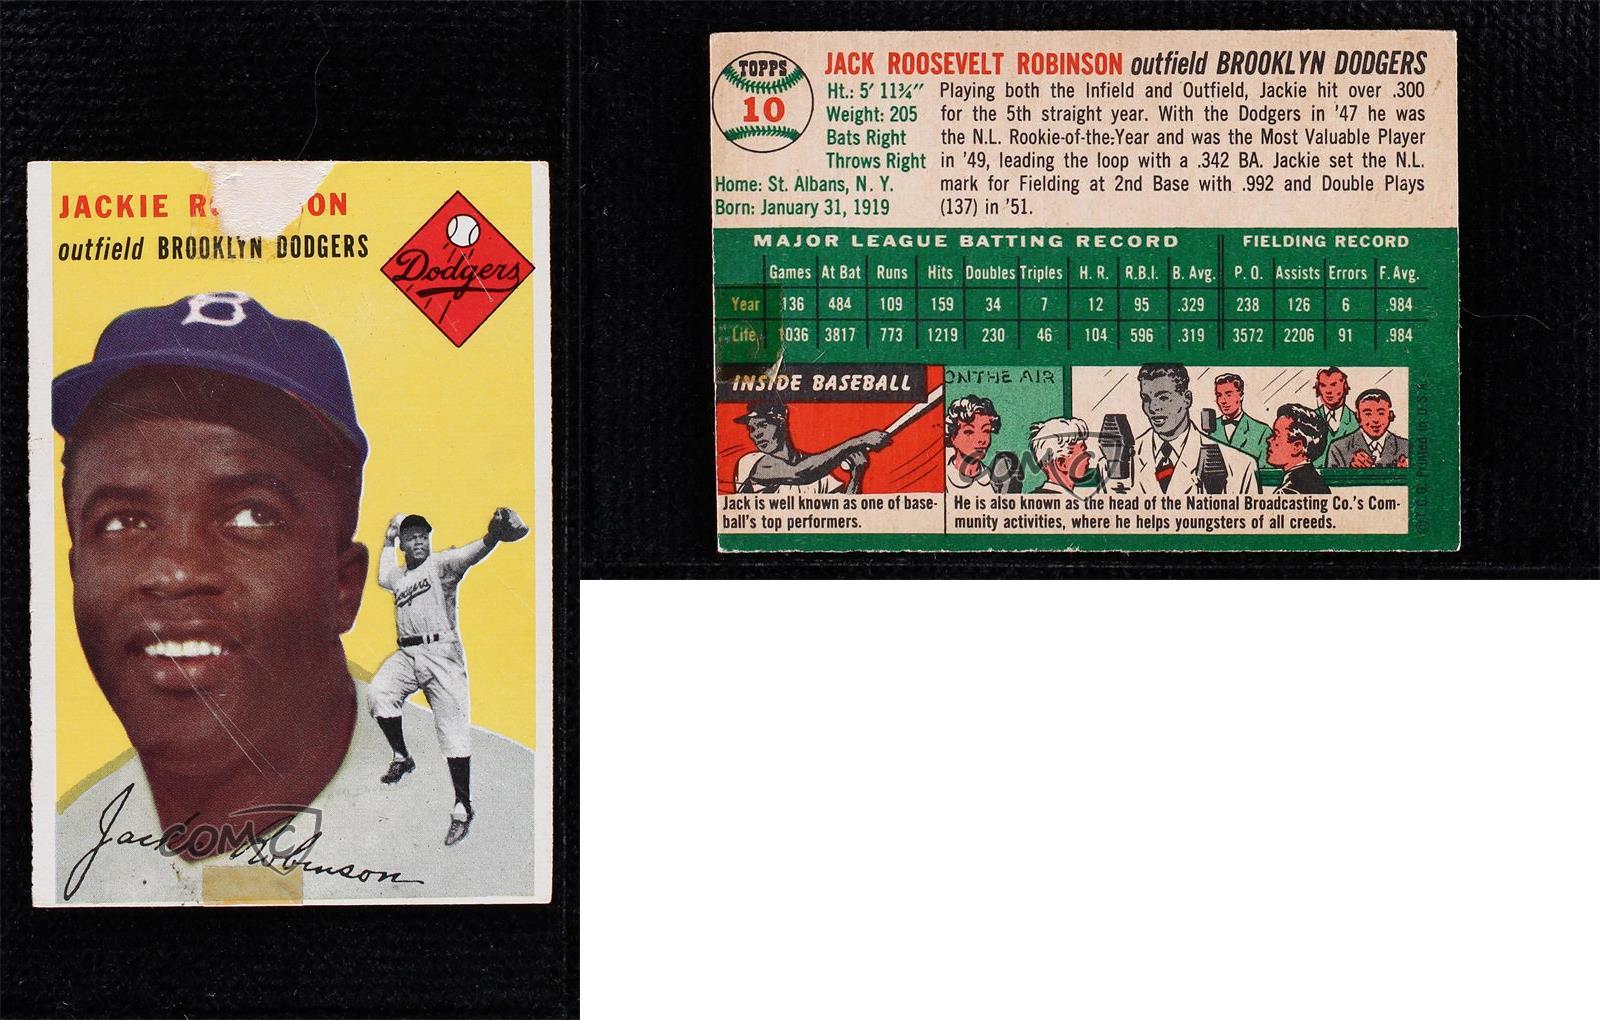 JACKIE
outfield BROOKLYN DODGERS
B
Dodgers
Dodgers
Jackie Robinson
COMC
TOPPS
10
JACK ROOSEVELT ROBINSON outfield BROOKLYN DODGERS
Ht.: 5' 11¾"
Weight: 205
Bats Right
Throws Right
Home: St. Albans, N. Y.
Born: January 31, 1919
Playing both the Infield and Outfield, Jackie hit over .300
for the 5th straight year. With the Dodgers in '47 he was
the N.L. Rookie-of-the-Year and was the Most Valuable Player
in '49, leading the loop with a .342 BA. Jackie set the N.L.
mark for Fielding at 2nd Base with .992 and Double Plays
(137) in '51.
MAJOR LEAGUE BATTING RECORD FIELDING RECORD
Games At Bat Runs Hits Doubles Triples H. R. R.B.I. B. Avg. P. O. Assists Errors F. Avg.
Year 136 484 109 159 34 7 12 95 .329 238 126 6 .984
Life 1036 3817 773 1219 230 46 104 596 .319 3572 2206 91 .984
INSIDE BASEBALL
ON THE AIR
COMC
Jack is well known as one of base-
ball's top performers.
He is also known as the head of the National Broadcasting Co.'s Com-
munity activities, where he helps youngsters of all creeds.
©T.C.G. Printed in U.S.A.